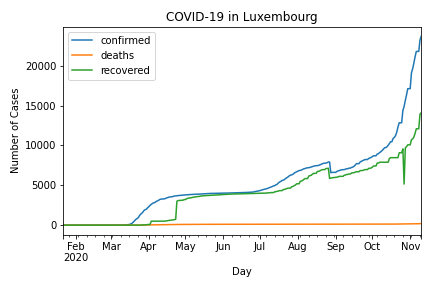 COVID-19 in Luxembourg
confirmed
deaths
recovered
Number of Cases
20000
15000
10000
5000
0
Feb Mar Apr May Jun Jul Aug Sep Oct Nov
2020
Day